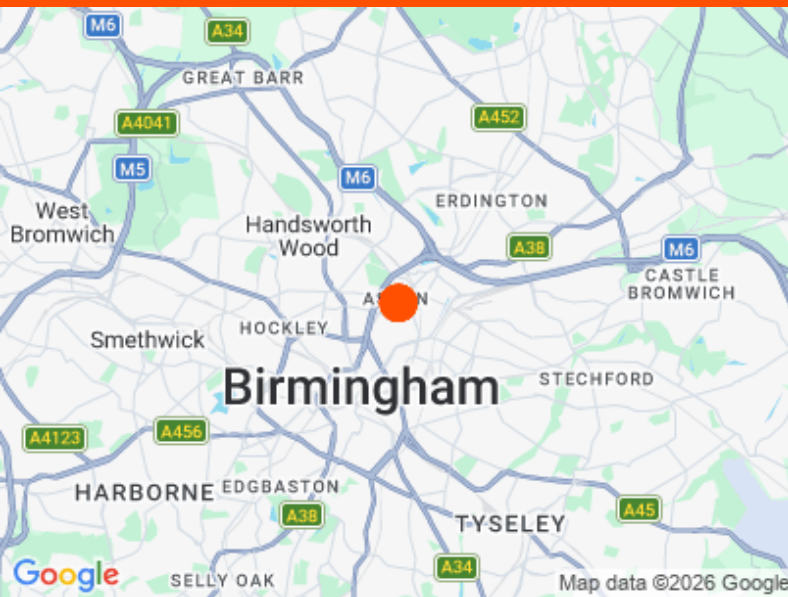 M6
A34
GREAT BARR
A4041
A452
M5
M6
ERDINGTON
West
Bromwich
Handsworth
Wood
A38
M6
CASTLE
BROMWICH
HOCKLEY
Smethwick
Birmingham
STECHFORD
A4123
A456
HARBORNE
EDGBASTON
A38
TYSELEY
A45
A34
Google
SELLY OAK
Map data ©2026 Google